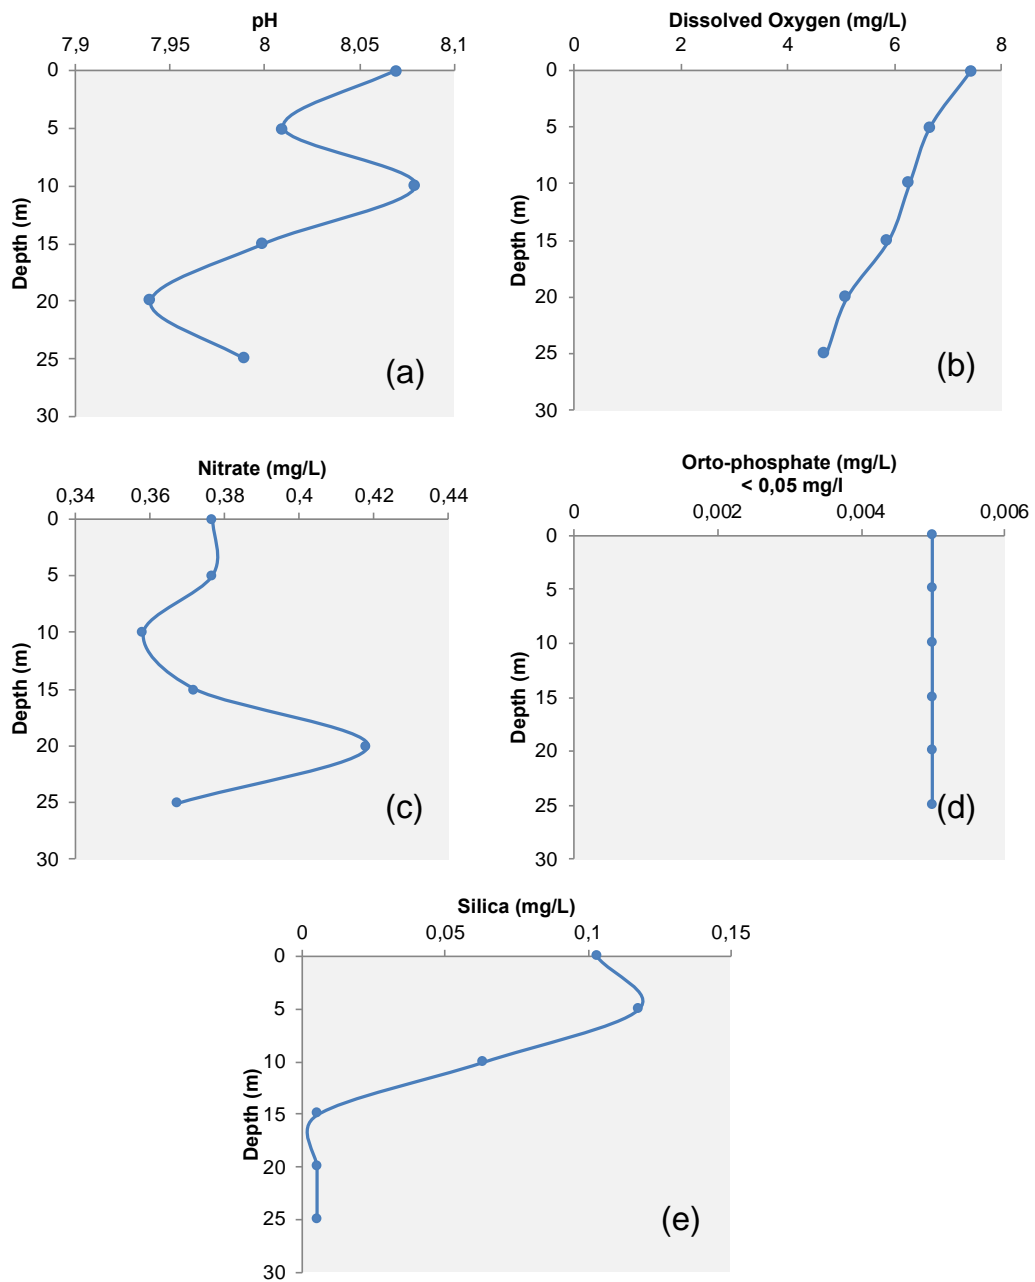 pH
7,9 7,95 8 8,05 8,1
0
5
10
15
20
25
30
Depth (m)
(a)
Dissolved Oxygen (mg/L)
0 2 4 6 8
0
5
10
15
20
25
30
Depth (m)
(b)
Nitrate (mg/L)
0,34 0,36 0,38 0,4 0,42 0,44
0
5
10
15
20
25
30
Depth (m)
(c)
Orto-phosphate (mg/L)
< 0,05 mg/l
0 0,002 0,004 0,006
0
5
10
15
20
25
30
Depth (m)
(d)
Silica (mg/L)
0 0,05 0,1 0,15
0
5
10
15
20
25
30
Depth (m)
(e)